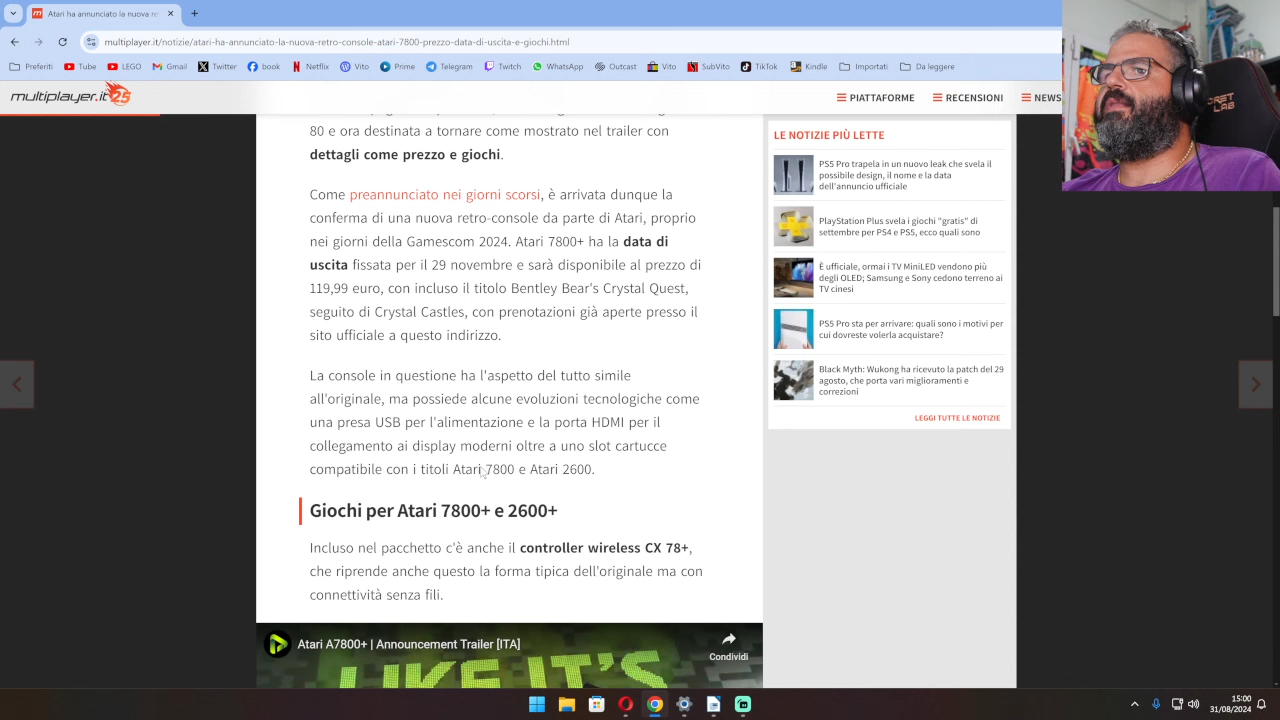 Atari ha annunciato la nuova re
multiplayer.it/notizie/atari-ha-annunciato-la-nuova-retro-console-atari-7800-prezzo-data-di-uscita-e-giochi.html
Preferiti
YouTube
LEGO
Gmail
Twitter
book
Netflix
Prime
Telegram
Twitch
WhatsApp
Outcast
Vito
SubVito
TikTok
Kindle
Importati
Da leggere
multiplayer.it 25
PIATTAFORME
RECENSIONI
NEWS
80 e ora destinata a tornare come mostrato nel trailer con
dettagli come prezzo e giochi.
Come preannunciato nei giorni scorsi, è arrivata dunque la
conferma di una nuova retro-console da parte di Atari, proprio
nei giorni della Gamescom 2024. Atari 7800+ ha la data di
uscita fissata per il 29 novembre e sarà disponibile al prezzo di
119,99 euro, con incluso il titolo Bentley Bear's Crystal Quest,
seguito di Crystal Castles, con prenotazioni già aperte presso il
sito ufficiale a questo indirizzo.
La console in questione ha l'aspetto del tutto simile
all'originale, ma possiede alcune evoluzioni tecnologiche come
una presa USB per l'alimentazione e la porta HDMI per il
collegamento ai display moderni oltre a uno slot cartucce
compatibile con i titoli Atari 7800 e Atari 2600.
Giochi per Atari 7800+ e 2600+
Incluso nel pacchetto c'è anche il controller wireless CX 78+,
che riprende anche questo la forma tipica dell'originale ma con
connettività senza fili.
Atari A7800+ | Announcement Trailer [ITA]
Condividi
LIKE IT'S
LE NOTIZIE PIÙ LETTE
PS5 Pro trapela in un nuovo leak che svela il
possibile design, il nome e la data
dell'annuncio ufficiale
PlayStation Plus svela i giochi "gratis" di
settembre per PS4 e PS5, ecco quali sono
È ufficiale, ormai i TV MiniLED vendono più
degli OLED; Samsung e Sony cedono terreno ai
TV cinesi
PS5 Pro sta per arrivare: quali sono i motivi per
cui dovreste volerla acquistare?
Black Myth: Wukong ha ricevuto la patch del 29
agosto, che porta vari miglioramenti e
correzioni
LEGGI TUTTE LE NOTIZIE
15:00
31/08/2024